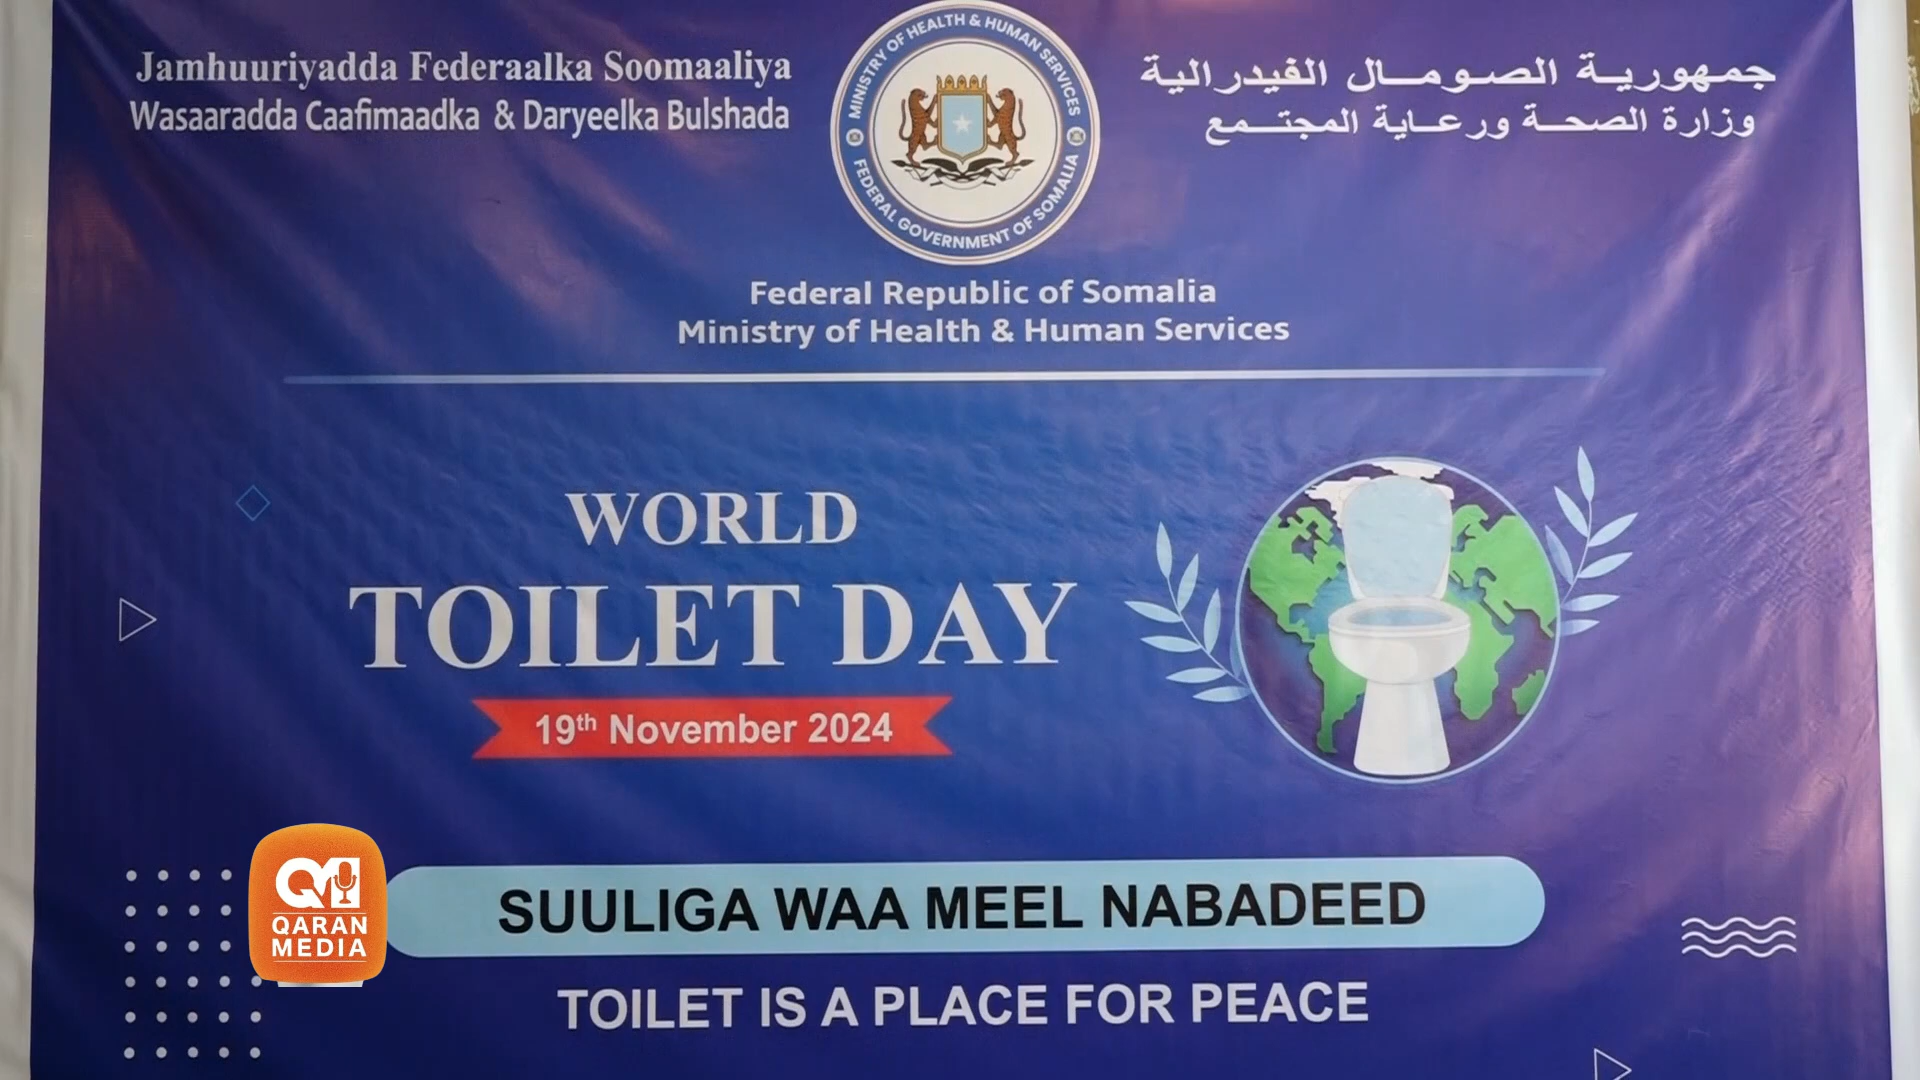 Jamhuuriyadda Federaalka Soomaaliya
Wasaaradda Caafimaadka & Daryeelka Bulshada
MINISTRY OF HEALTH & HUMAN SERVICES
FEDERAL GOVERNMENT OF SOMALIA
جمهورية الصومال الفيدرالية
وزارة الصحة ورعاية المجتمع
Federal Republic of Somalia
Ministry of Health & Human Services
WORLD
TOILET DAY
19th November 2024
SUULIGA WAA MEEL NABADEED
TOILET IS A PLACE FOR PEACE
QARAN
MEDIA